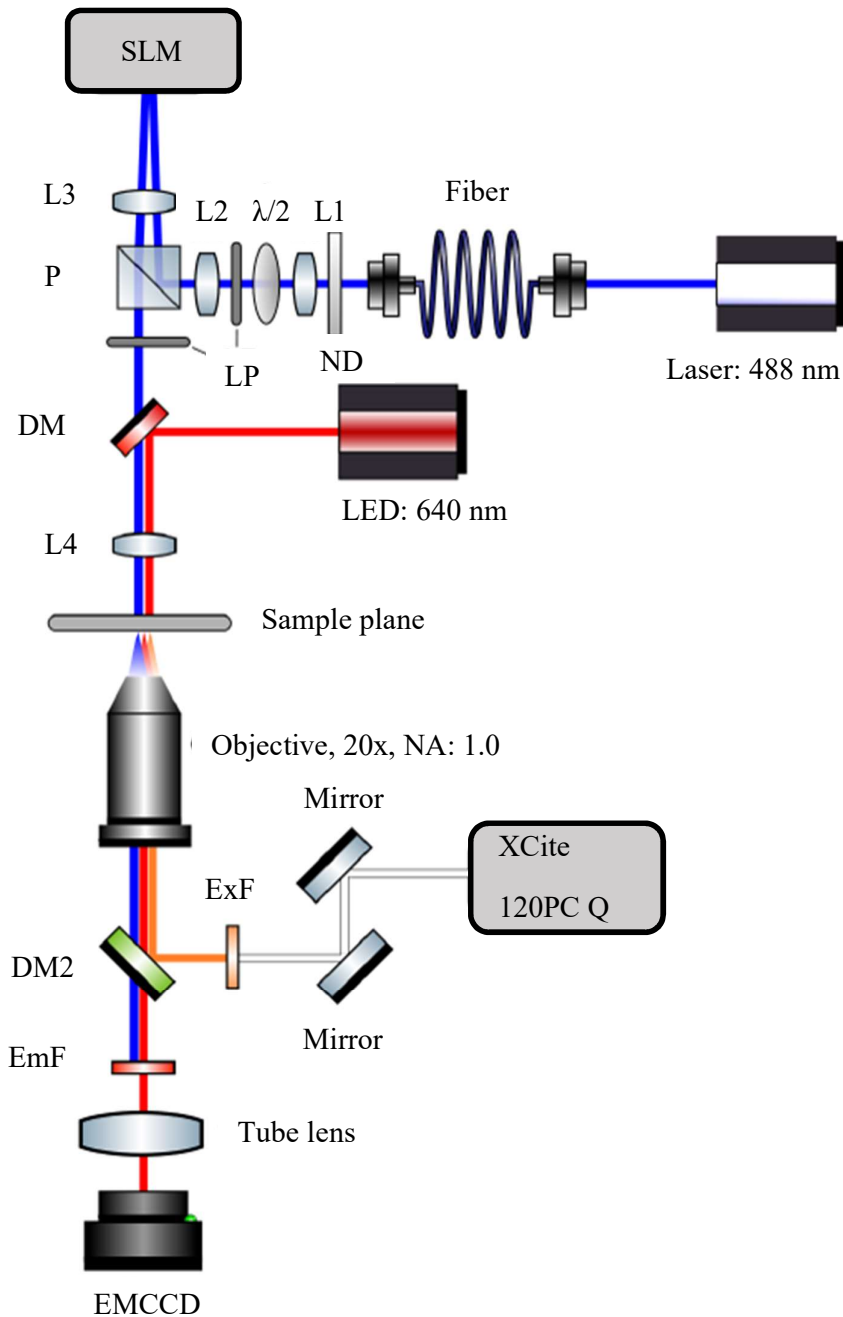 SLM
L3
L2
λ/2
L1
Fiber
P
LP
ND
Laser: 488 nm
DM
LED: 640 nm
L4
Sample plane
Objective, 20x, NA: 1.0
Mirror
XCite
120PC Q
ExF
DM2
Mirror
EmF
Tube lens
EMCCD